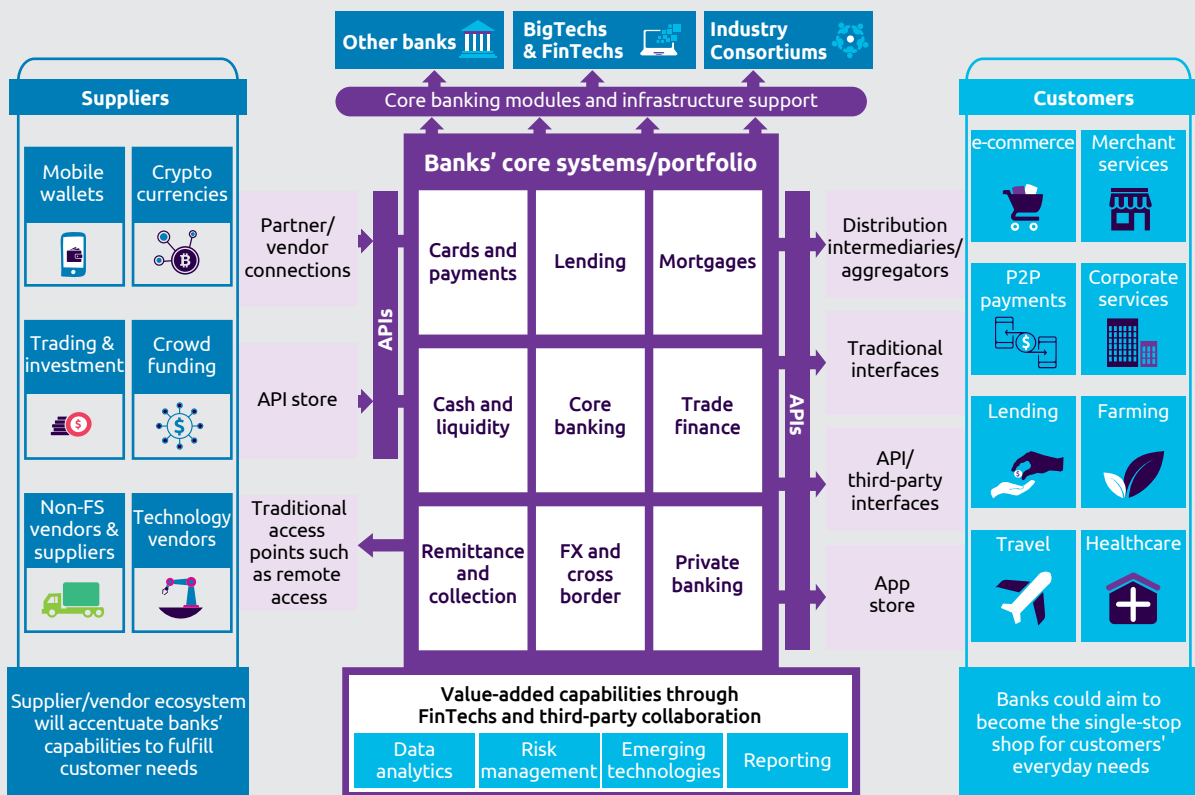 Other banks
BigTechs
& FinTechs
Industry
Consortiums
Core banking modules and infrastructure support
Suppliers
Mobile
wallets
Crypto
currencies
Trading &
investment
Crowd
funding
Non-FS
vendors &
suppliers
Technology
vendors
Supplier/vendor ecosystem
will accentuate banks'
capabilities to fulfill
customer needs
Partner/
vendor
connections
API store
Traditional
access
points such
as remote
access
APIs
Banks' core systems/portfolio
Cards and
payments
Lending
Mortgages
Cash and
liquidity
Core
banking
Trade
finance
Remittance
and
collection
FX and
cross
border
Private
banking
Value-added capabilities through
FinTechs and third-party collaboration
Data
analytics
Risk
management
Emerging
technologies
Reporting
APIs
Distribution
intermediaries/
aggregators
Traditional
interfaces
API/
third-party
interfaces
App
store
Customers
e-commerce
Merchant
services
P2P
payments
Corporate
services
Lending
Farming
Travel
Healthcare
Banks could aim to
become the single-stop
shop for customers'
everyday needs